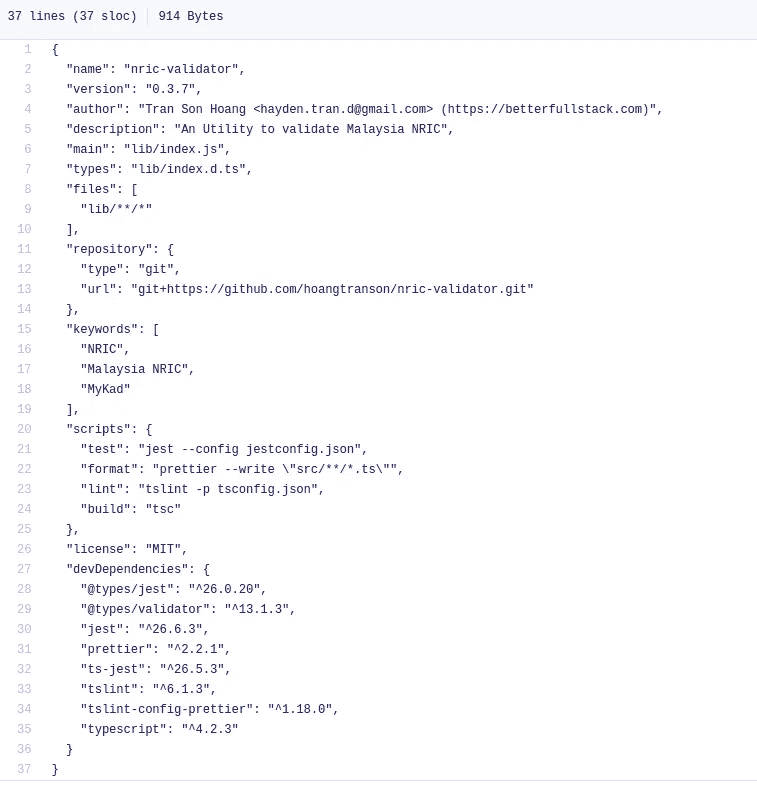 37 lines (37 sloc) 914 Bytes
1 {
2 "name": "nric-validator",
3 "version": "0.3.7",
4 "author": "Tran Son Hoang <hayden.tran.d@gmail.com> (https://betterfullstack.com)",
5 "description": "An Utility to validate Malaysia NRIC",
6 "main": "lib/index.js",
7 "types": "lib/index.d.ts",
8 "files": [
9 "lib/**/*"
10 ],
11 "repository": {
12 "type": "git",
13 "url": "git+https://github.com/hoangtranson/nric-validator.git"
14 },
15 "keywords": [
16 "NRIC",
17 "Malaysia NRIC",
18 "MyKad"
19 ],
20 "scripts": {
21 "test": "jest --config jestconfig.json",
22 "format": "prettier --write \"src/**/*.ts\"",
23 "lint": "tslint -p tsconfig.json",
24 "build": "tsc"
25 },
26 "license": "MIT",
27 "devDependencies": {
28 "@types/jest": "^26.0.20",
29 "@types/validator": "^13.1.3",
30 "jest": "^26.6.3",
31 "prettier": "^2.2.1",
32 "ts-jest": "^26.5.3",
33 "tslint": "^6.1.3",
34 "tslint-config-prettier": "^1.18.0",
35 "typescript": "^4.2.3"
36 }
37 }